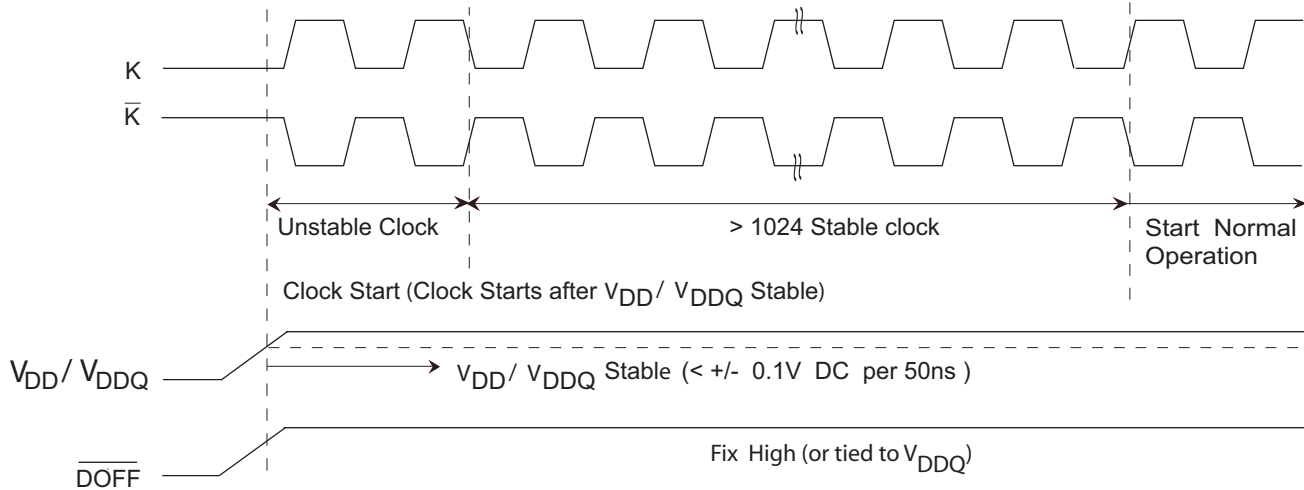 K
K̅
Unstable Clock
> 1024 Stable clock
Start Normal
Operation
Clock Start (Clock Starts after VDD / VDDQ Stable)
VDD / VDDQ
VDD / VDDQ Stable (< +/- 0.1V DC per 50ns )
Fix High (or tied to VDDQ)
D̅O̅F̅F̅